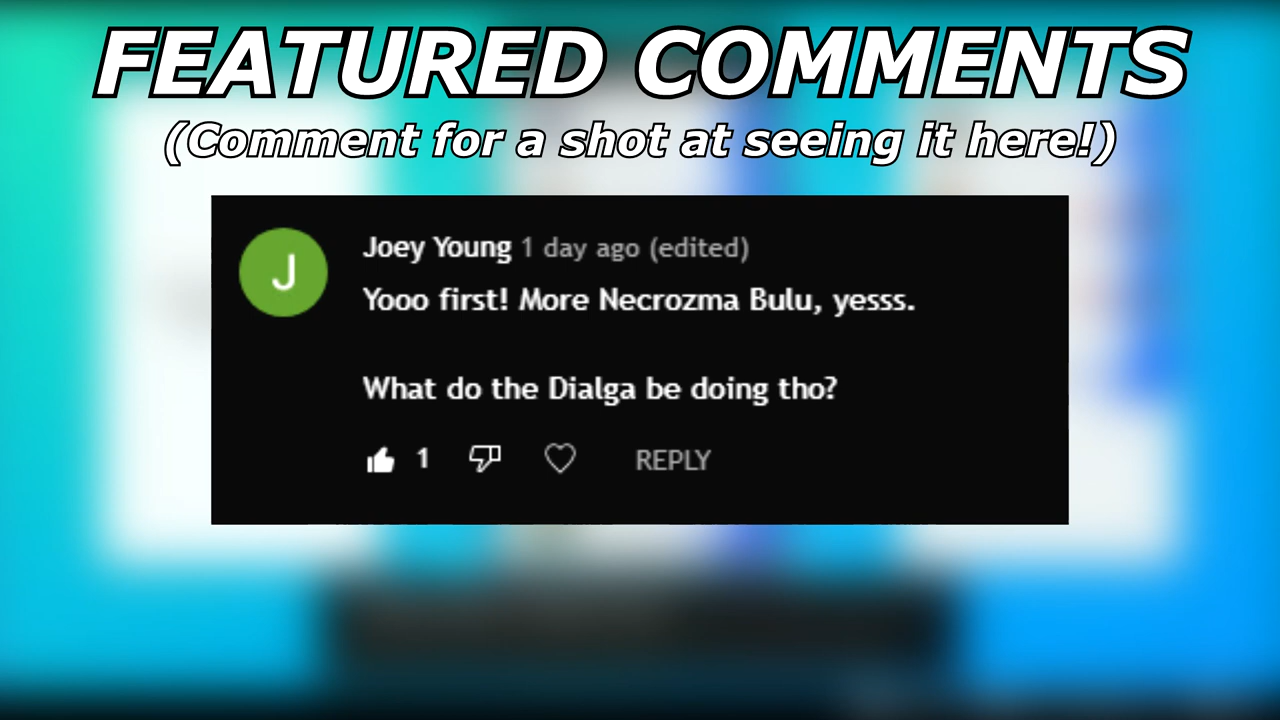 FEATURED COMMENTS
(Comment for a shot at seeing it here!)
J
Joey Young 1 day ago (edited)
Yooo first! More Necrozma Bulu, yesss.
What do the Dialga be doing tho?
1 REPLY